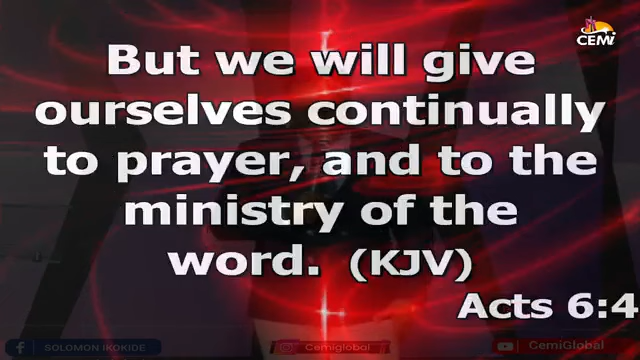 CEMi
But we will give
ourselves continually
to prayer, and to the
ministry of the
word. (KJV)
Acts 6:4
SOLOMON IKOKIDE
Cemiglobal
CemiGlobal